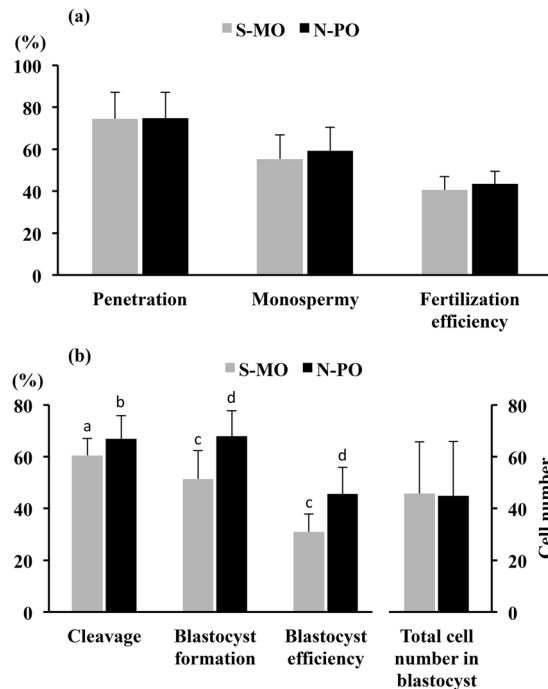 (a)
(%)
S-MO N-PO
100
80
60
40
20
0
Penetration Monospermy Fertilization
efficiency
(b)
(%)
S-MO N-PO
80 80
a b c d c d
60 60
40 40
20 20
0 0
Cell number
Cleavage Blastocyst Blastocyst Total cell
formation efficiency number in
blastocyst